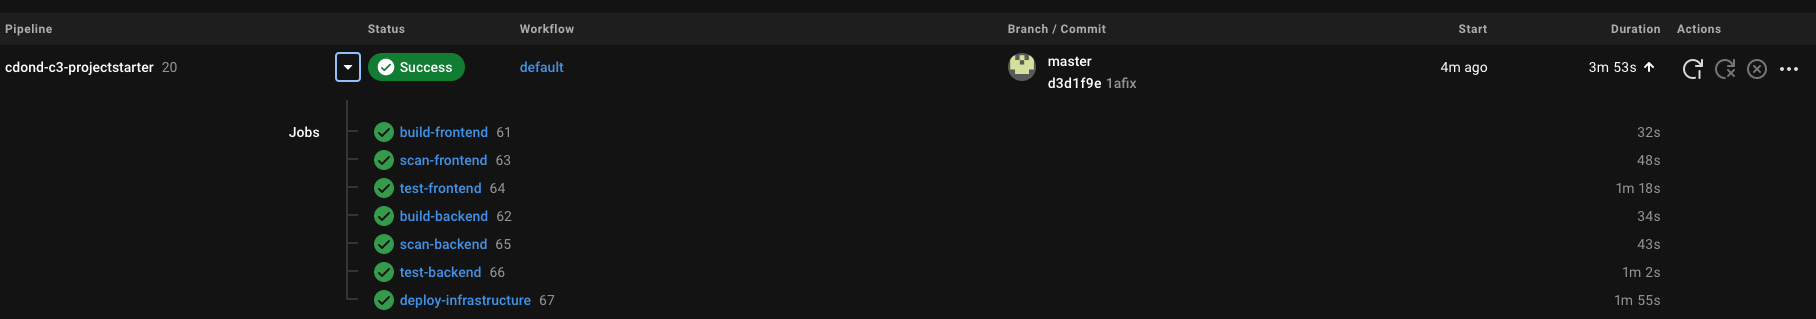 Pipeline Status Workflow Branch / Commit Start Duration Actions
cdond-c3-projectstarter 20 Success default master 4m ago 3m 53s
d3d1f9e 1afix
Jobs build-frontend 61 32s
scan-frontend 63 48s
test-frontend 64 1m 18s
build-backend 62 34s
scan-backend 65 43s
test-backend 66 1m 2s
deploy-infrastructure 67 1m 55s